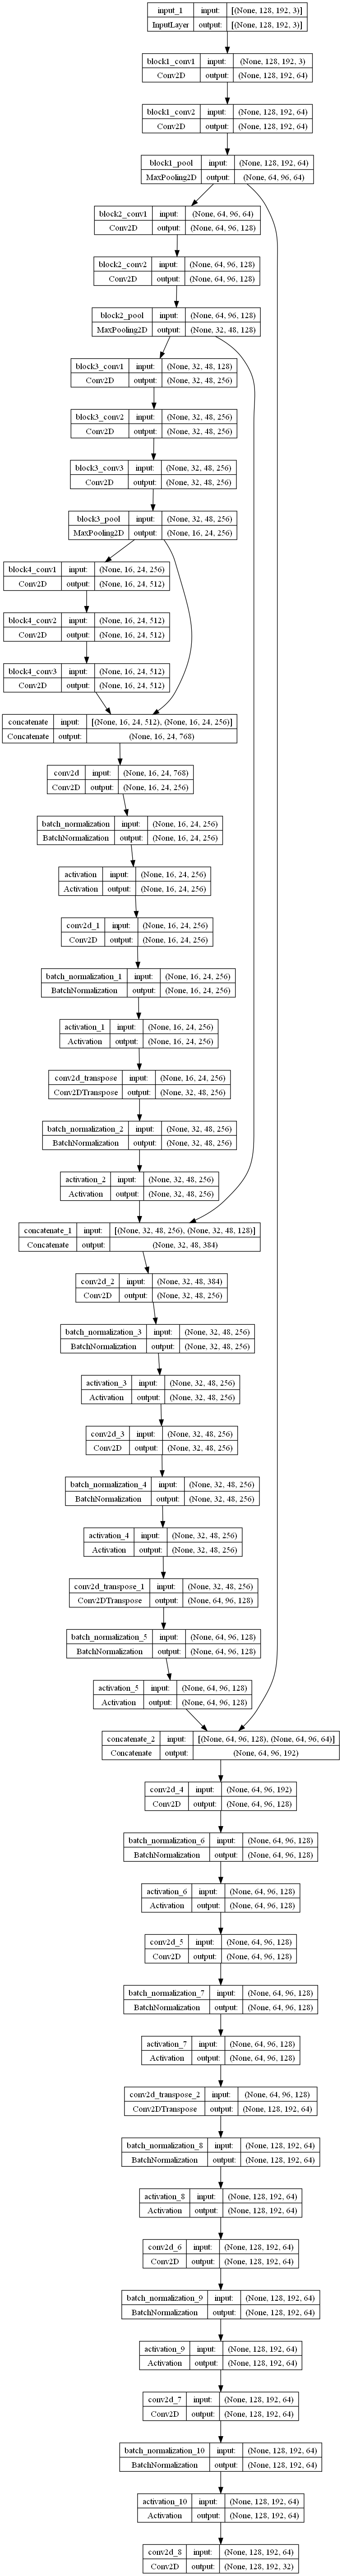 input_1 input: [(None, 128, 192, 3)]
InputLayer output: [(None, 128, 192, 3)]
block1_conv1 input: (None, 128, 192, 3)
Conv2D output: (None, 128, 192, 64)
block1_conv2 input: (None, 128, 192, 64)
Conv2D output: (None, 128, 192, 64)
block1_pool input: (None, 128, 192, 64)
MaxPooling2D output: (None, 64, 96, 64)
block2_conv1 input: (None, 64, 96, 64)
Conv2D output: (None, 64, 96, 128)
block2_conv2 input: (None, 64, 96, 128)
Conv2D output: (None, 64, 96, 128)
block2_pool input: (None, 64, 96, 128)
MaxPooling2D output: (None, 32, 48, 128)
block3_conv1 input: (None, 32, 48, 128)
Conv2D output: (None, 32, 48, 256)
block3_conv2 input: (None, 32, 48, 256)
Conv2D output: (None, 32, 48, 256)
block3_conv3 input: (None, 32, 48, 256)
Conv2D output: (None, 32, 48, 256)
block3_pool input: (None, 32, 48, 256)
MaxPooling2D output: (None, 16, 24, 256)
block4_conv1 input: (None, 16, 24, 256)
Conv2D output: (None, 16, 24, 512)
block4_conv2 input: (None, 16, 24, 512)
Conv2D output: (None, 16, 24, 512)
block4_conv3 input: (None, 16, 24, 512)
Conv2D output: (None, 16, 24, 512)
concatenate input: [(None, 16, 24, 512), (None, 16, 24, 256)]
Concatenate output: (None, 16, 24, 768)
conv2d input: (None, 16, 24, 768)
Conv2D output: (None, 16, 24, 256)
batch_normalization input: (None, 16, 24, 256)
BatchNormalization output: (None, 16, 24, 256)
activation input: (None, 16, 24, 256)
Activation output: (None, 16, 24, 256)
conv2d_1 input: (None, 16, 24, 256)
Conv2D output: (None, 16, 24, 256)
batch_normalization_1 input: (None, 16, 24, 256)
BatchNormalization output: (None, 16, 24, 256)
activation_1 input: (None, 16, 24, 256)
Activation output: (None, 16, 24, 256)
conv2d_transpose input: (None, 16, 24, 256)
Conv2DTranspose output: (None, 32, 48, 256)
batch_normalization_2 input: (None, 32, 48, 256)
BatchNormalization output: (None, 32, 48, 256)
activation_2 input: (None, 32, 48, 256)
Activation output: (None, 32, 48, 256)
concatenate_1 input: [(None, 32, 48, 256), (None, 32, 48, 128)]
Concatenate output: (None, 32, 48, 384)
conv2d_2 input: (None, 32, 48, 384)
Conv2D output: (None, 32, 48, 256)
batch_normalization_3 input: (None, 32, 48, 256)
BatchNormalization output: (None, 32, 48, 256)
activation_3 input: (None, 32, 48, 256)
Activation output: (None, 32, 48, 256)
conv2d_3 input: (None, 32, 48, 256)
Conv2D output: (None, 32, 48, 256)
batch_normalization_4 input: (None, 32, 48, 256)
BatchNormalization output: (None, 32, 48, 256)
activation_4 input: (None, 32, 48, 256)
Activation output: (None, 32, 48, 256)
conv2d_transpose_1 input: (None, 32, 48, 256)
Conv2DTranspose output: (None, 64, 96, 128)
batch_normalization_5 input: (None, 64, 96, 128)
BatchNormalization output: (None, 64, 96, 128)
activation_5 input: (None, 64, 96, 128)
Activation output: (None, 64, 96, 128)
concatenate_2 input: [(None, 64, 96, 128), (None, 64, 96, 64)]
Concatenate output: (None, 64, 96, 192)
conv2d_4 input: (None, 64, 96, 192)
Conv2D output: (None, 64, 96, 128)
batch_normalization_6 input: (None, 64, 96, 128)
BatchNormalization output: (None, 64, 96, 128)
activation_6 input: (None, 64, 96, 128)
Activation output: (None, 64, 96, 128)
conv2d_5 input: (None, 64, 96, 128)
Conv2D output: (None, 64, 96, 128)
batch_normalization_7 input: (None, 64, 96, 128)
BatchNormalization output: (None, 64, 96, 128)
activation_7 input: (None, 64, 96, 128)
Activation output: (None, 64, 96, 128)
conv2d_transpose_2 input: (None, 64, 96, 128)
Conv2DTranspose output: (None, 128, 192, 64)
batch_normalization_8 input: (None, 128, 192, 64)
BatchNormalization output: (None, 128, 192, 64)
activation_8 input: (None, 128, 192, 64)
Activation output: (None, 128, 192, 64)
conv2d_6 input: (None, 128, 192, 64)
Conv2D output: (None, 128, 192, 64)
batch_normalization_9 input: (None, 128, 192, 64)
BatchNormalization output: (None, 128, 192, 64)
activation_9 input: (None, 128, 192, 64)
Activation output: (None, 128, 192, 64)
conv2d_7 input: (None, 128, 192, 64)
Conv2D output: (None, 128, 192, 64)
batch_normalization_10 input: (None, 128, 192, 64)
BatchNormalization output: (None, 128, 192, 64)
activation_10 input: (None, 128, 192, 64)
Activation output: (None, 128, 192, 64)
conv2d_8 input: (None, 128, 192, 64)
Conv2D output: (None, 128, 192, 32)